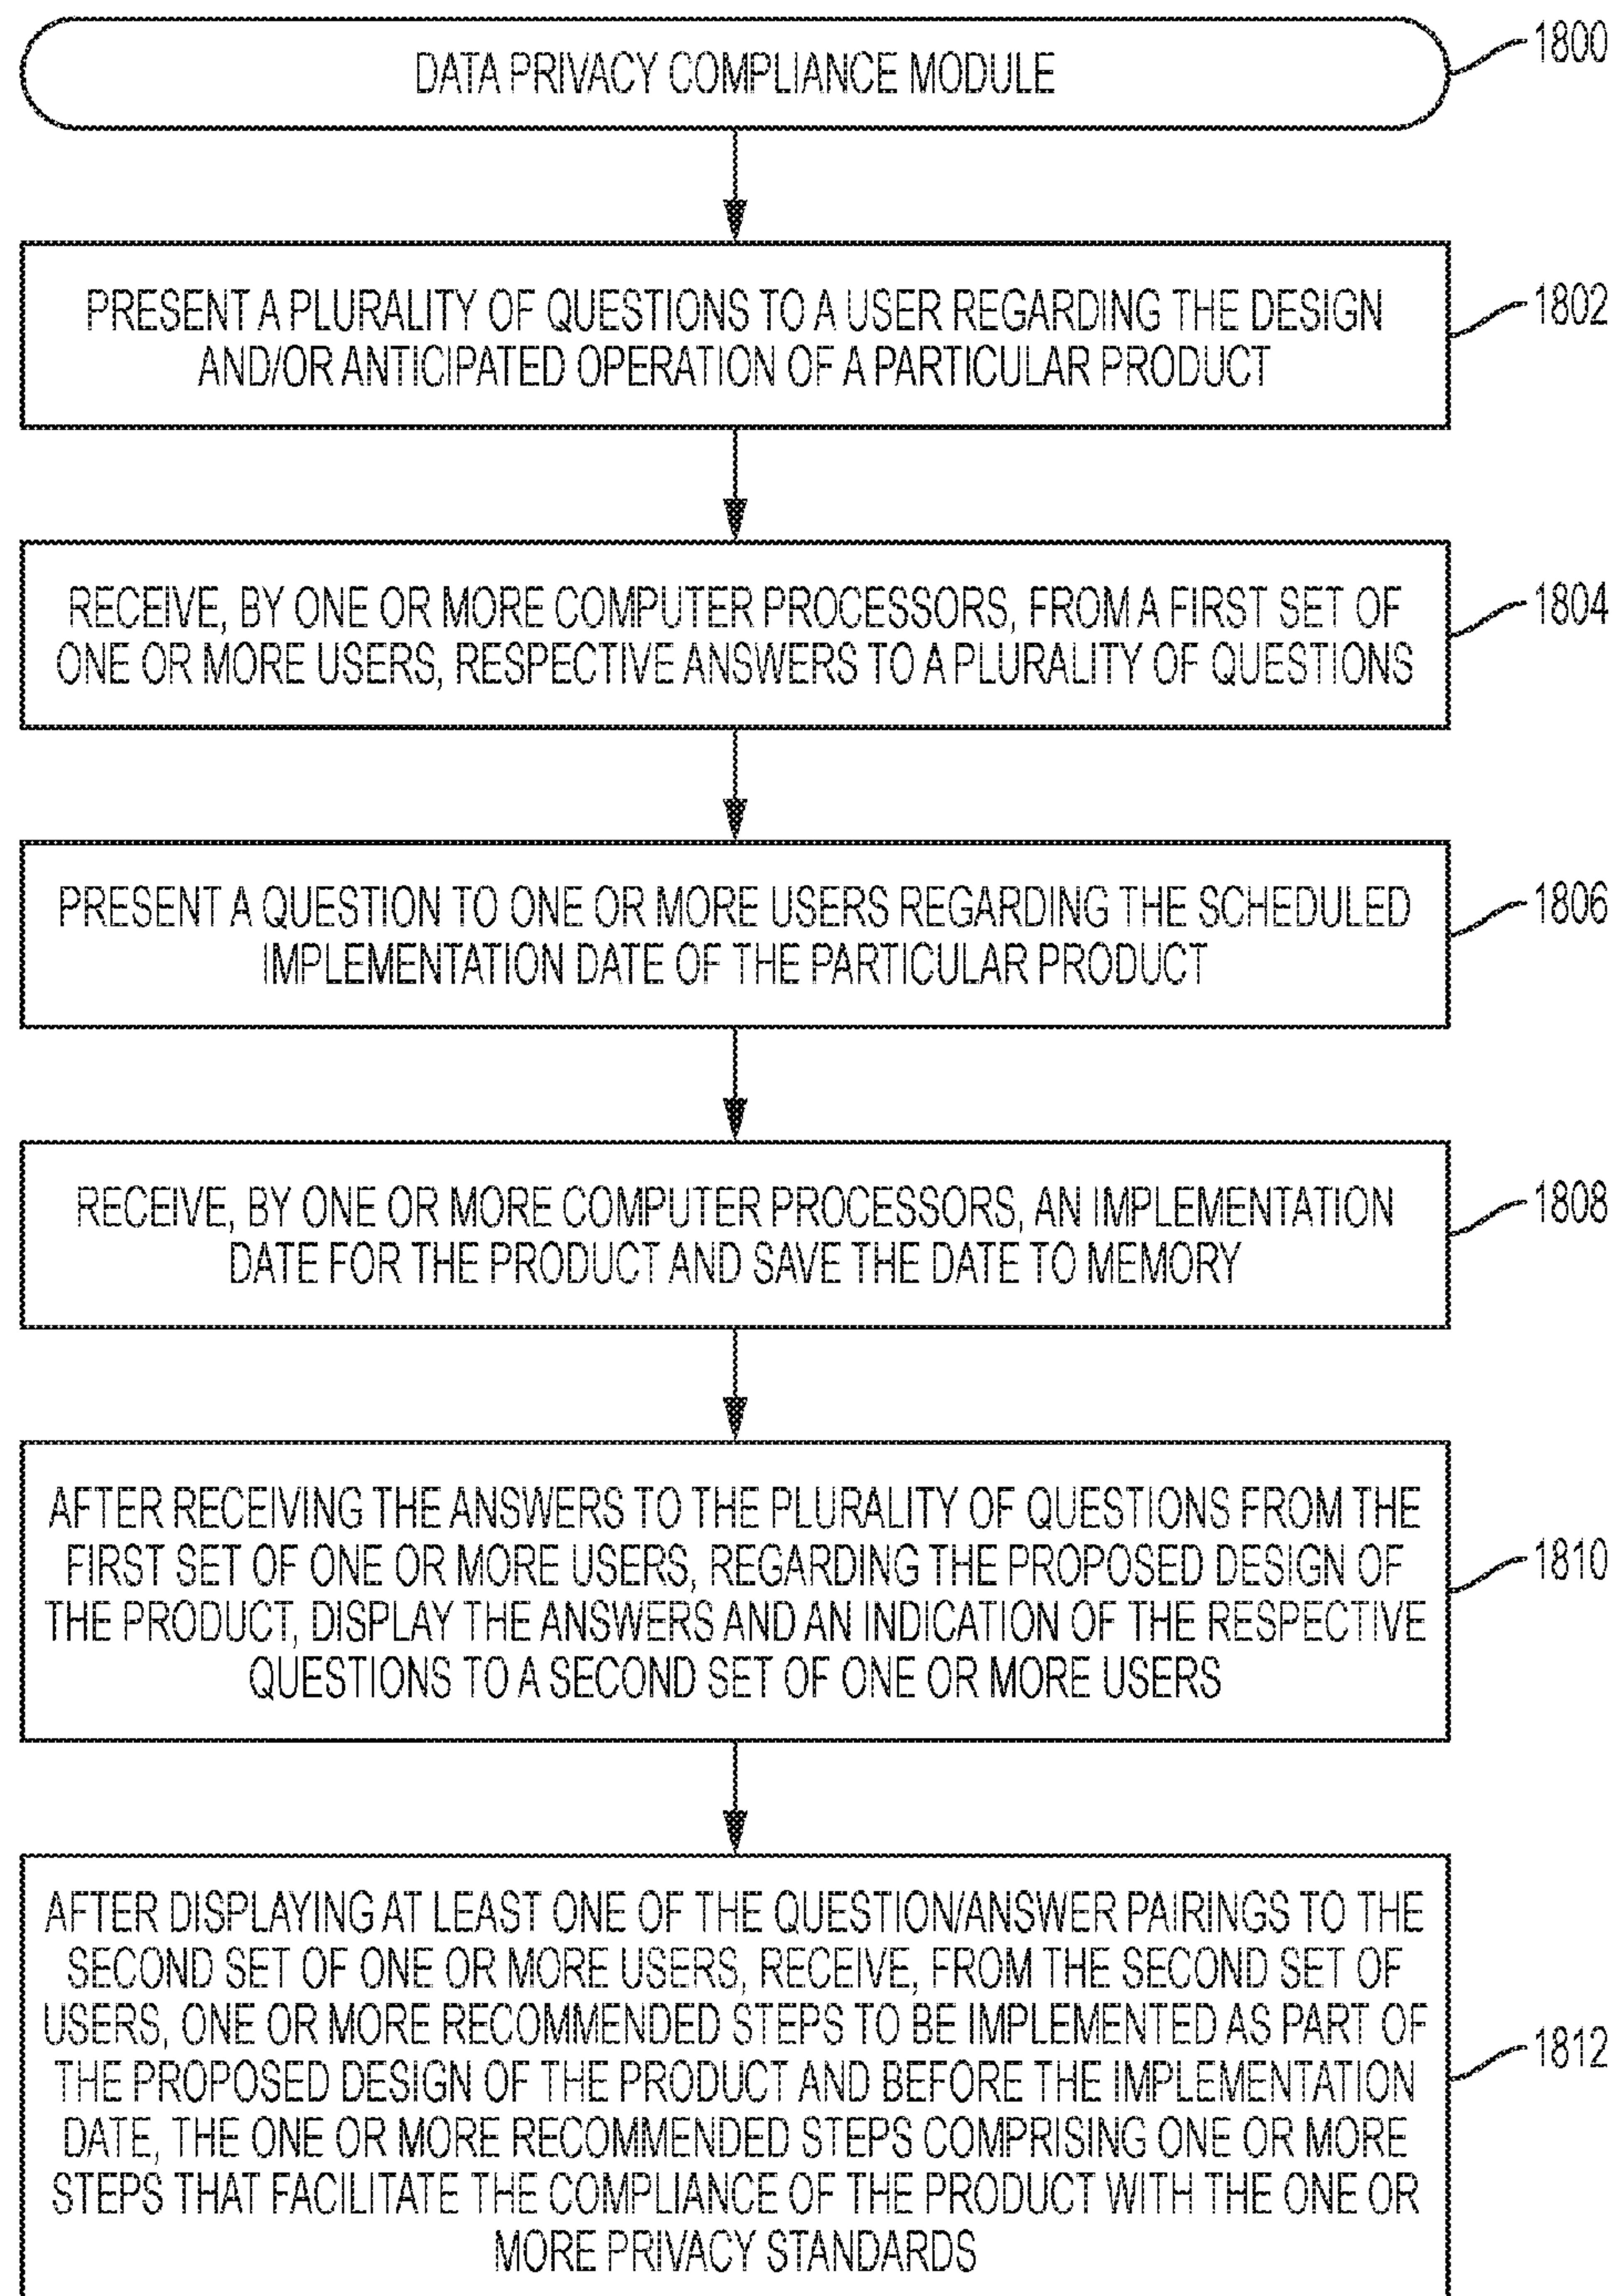 DATA PRIVACY COMPLIANCE MODULE
1800
PRESENT A PLURALITY OF QUESTIONS TO A USER REGARDING THE DESIGN
AND/OR ANTICIPATED OPERATION OF A PARTICULAR PRODUCT
1802
RECEIVE, BY ONE OR MORE COMPUTER PROCESSORS, FROM A FIRST SET OF
ONE OR MORE USERS, RESPECTIVE ANSWERS TO A PLURALITY OF QUESTIONS
1804
PRESENT A QUESTION TO ONE OR MORE USERS REGARDING THE SCHEDULED
IMPLEMENTATION DATE OF THE PARTICULAR PRODUCT
1806
RECEIVE, BY ONE OR MORE COMPUTER PROCESSORS, AN IMPLEMENTATION
DATE FOR THE PRODUCT AND SAVE THE DATE TO MEMORY
1808
AFTER RECEIVING THE ANSWERS TO THE PLURALITY OF QUESTIONS FROM THE
FIRST SET OF ONE OR MORE USERS, REGARDING THE PROPOSED DESIGN OF
THE PRODUCT, DISPLAY THE ANSWERS AND AN INDICATION OF THE RESPECTIVE
QUESTIONS TO A SECOND SET OF ONE OR MORE USERS
1810
AFTER DISPLAYING AT LEAST ONE OF THE QUESTION/ANSWER PAIRINGS TO THE
SECOND SET OF ONE OR MORE USERS, RECEIVE, FROM THE SECOND SET OF
USERS, ONE OR MORE RECOMMENDED STEPS TO BE IMPLEMENTED AS PART OF
THE PROPOSED DESIGN OF THE PRODUCT AND BEFORE THE IMPLEMENTATION
DATE, THE ONE OR MORE RECOMMENDED STEPS COMPRISING ONE OR MORE
STEPS THAT FACILITATE THE COMPLIANCE OF THE PRODUCT WITH THE ONE OR
MORE PRIVACY STANDARDS
1812